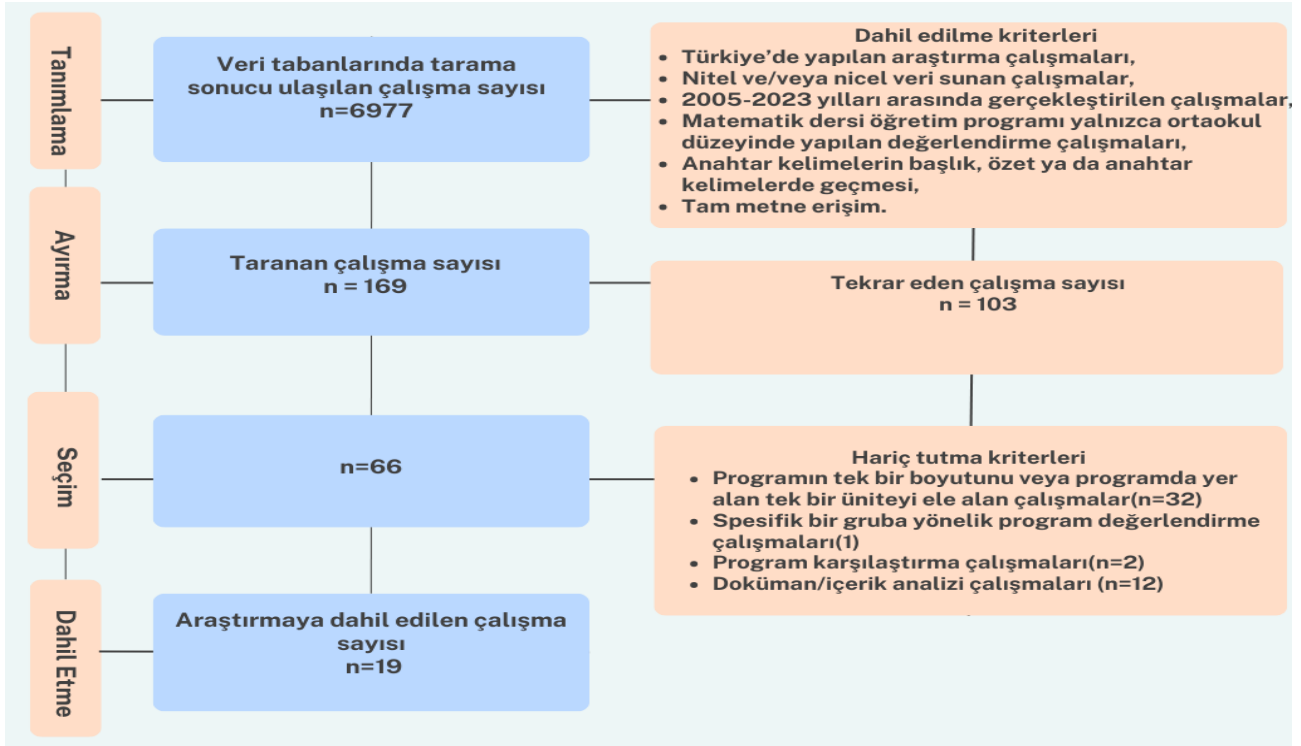 Tanımlama
Veri tabanlarında tarama
sonucu ulaşılan çalışma sayısı
n=6977
Dahil edilme kriterleri
• Türkiye'de yapılan araştırma çalışmaları,
• Nitel ve/veya nicel veri sunan çalışmalar,
• 2005-2023 yılları arasında gerçekleştirilen çalışmalar,
• Matematik dersi öğretim programı yalnızca ortaokul
düzeyinde yapılan değerlendirme çalışmaları,
• Anahtar kelimelerin başlık, özet ya da anahtar
kelimelerde geçmesi,
• Tam metne erişim.
Ayırma
Taranan çalışma sayısı
n = 169
Tekrar eden çalışma sayısı
n = 103
Seçim
n=66
Hariç tutma kriterleri
• Programın tek bir boyutunu veya programda yer
alan tek bir üniteyi ele alan çalışmalar(n=32)
• Spesifik bir gruba yönelik program değerlendirme
çalışmaları(1)
• Program karşılaştırma çalışmaları(n=2)
• Doküman/içerik analizi çalışmaları (n=12)
Dahil Etme
Araştırmaya dahil edilen çalışma
sayısı
n=19